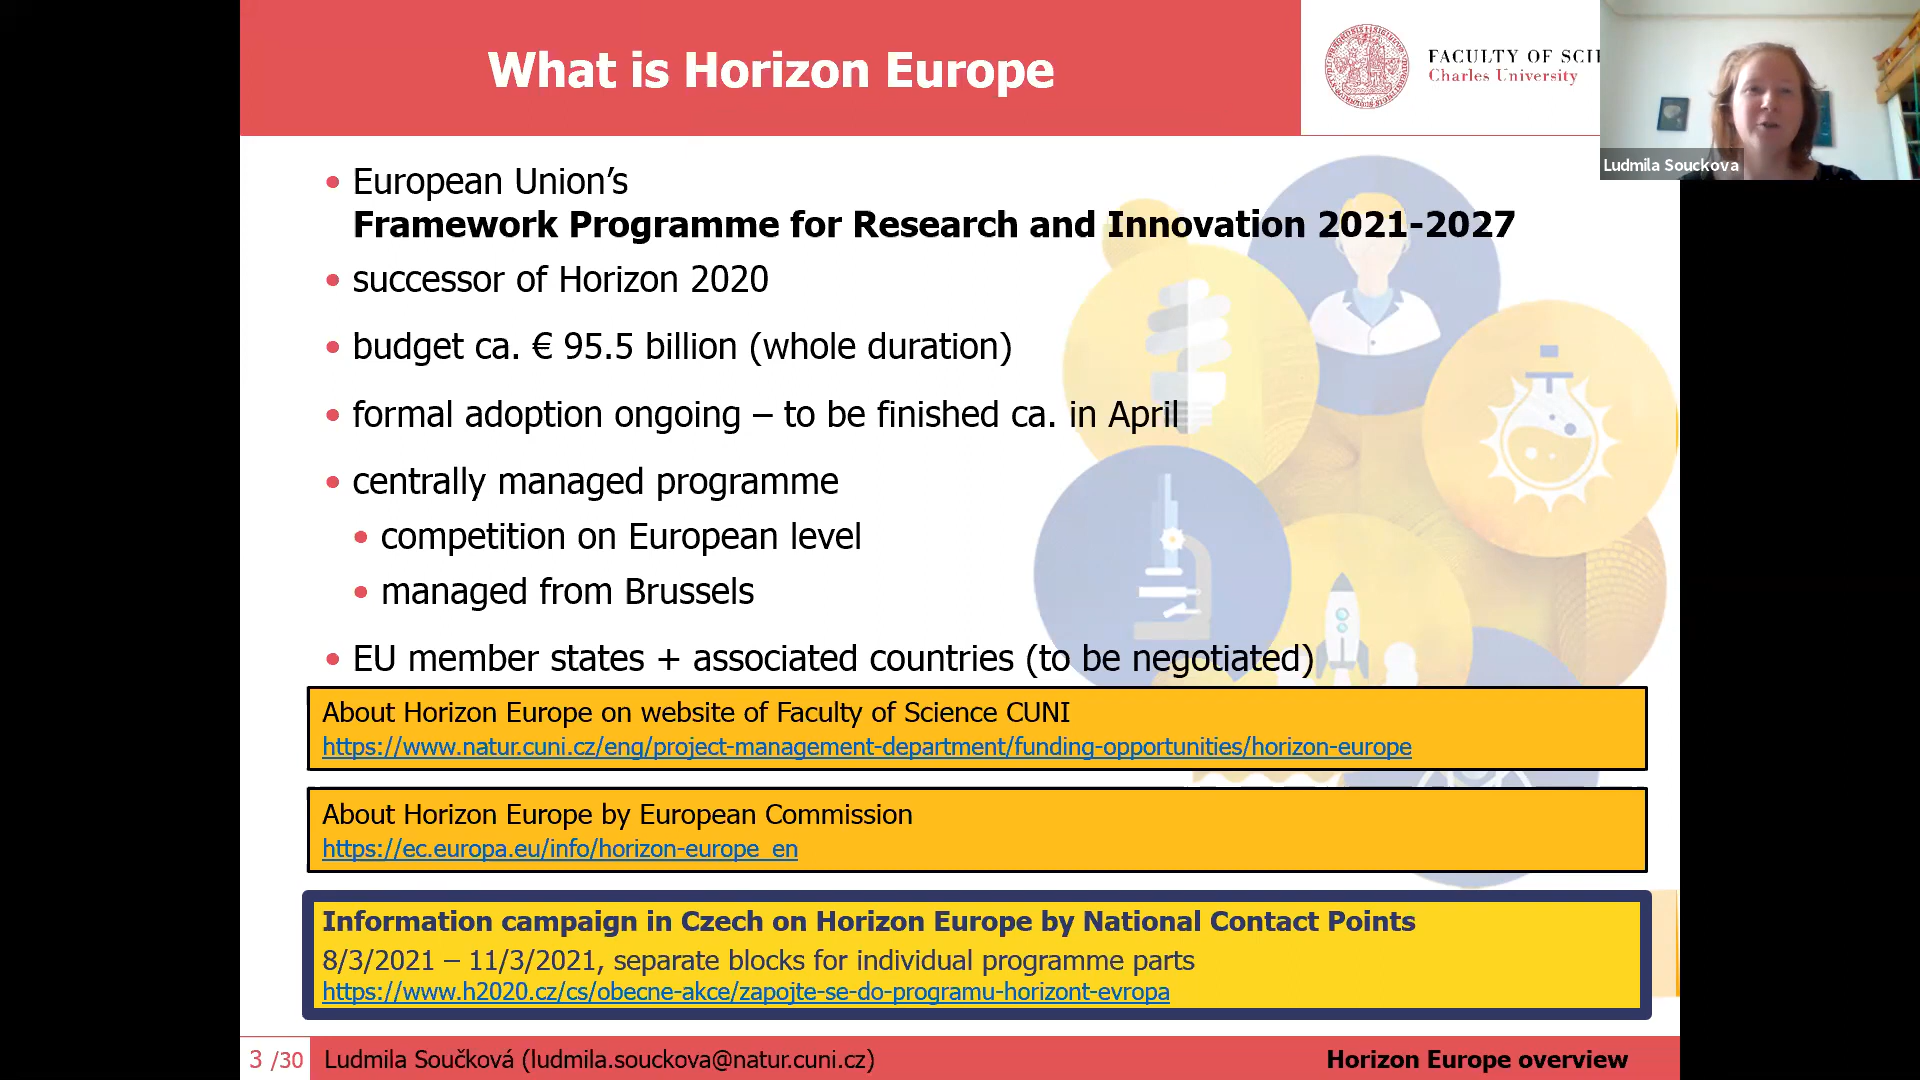 What is Horizon Europe
FACULTY OF SCI
Charles University
Ludmila Souckova
• European Union’s
Framework Programme for Research and Innovation 2021-2027
• successor of Horizon 2020
• budget ca. € 95.5 billion (whole duration)
• formal adoption ongoing – to be finished ca. in April
• centrally managed programme
• competition on European level
• managed from Brussels
• EU member states + associated countries (to be negotiated)
About Horizon Europe on website of Faculty of Science CUNI
https://www.natur.cuni.cz/eng/project-management-department/funding-opportunities/horizon-europe
About Horizon Europe by European Commission
https://ec.europa.eu/info/horizon-europe_en
Information campaign in Czech on Horizon Europe by National Contact Points
8/3/2021 – 11/3/2021, separate blocks for individual programme parts
https://www.h2020.cz/cs/obecne-akce/zapojte-se-do-programu-horizont-evropa
3 /30 Ludmila Součková (ludmila.souckova@natur.cuni.cz) Horizon Europe overview